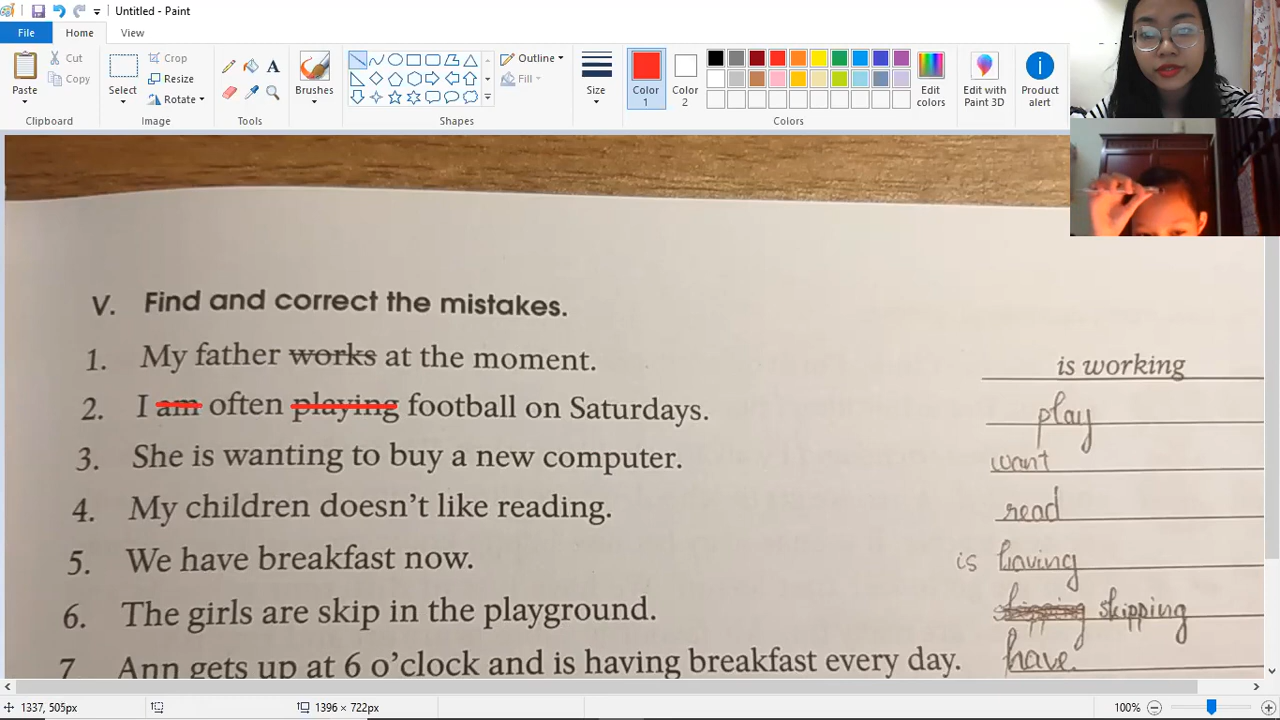 Untitled - Paint
File Home View
Paste Cut Copy Clipboard
Select Crop Resize Rotate Image
Tools
Brushes
Outline Fill Shapes
Size
Color 1 Color 2 Edit colors Colors
Edit with Paint 3D
Product alert
V. Find and correct the mistakes.
1. My father works at the moment. is working
2. I am often playing football on Saturdays. play
3. She is wanting to buy a new computer. want
4. My children doesn't like reading. read
5. We have breakfast now. is having
6. The girls are skip in the playground. skipping
7 Ann gets up at 6 o'clock and is having breakfast every day. have.
1337, 505px 1396 × 722px 100%